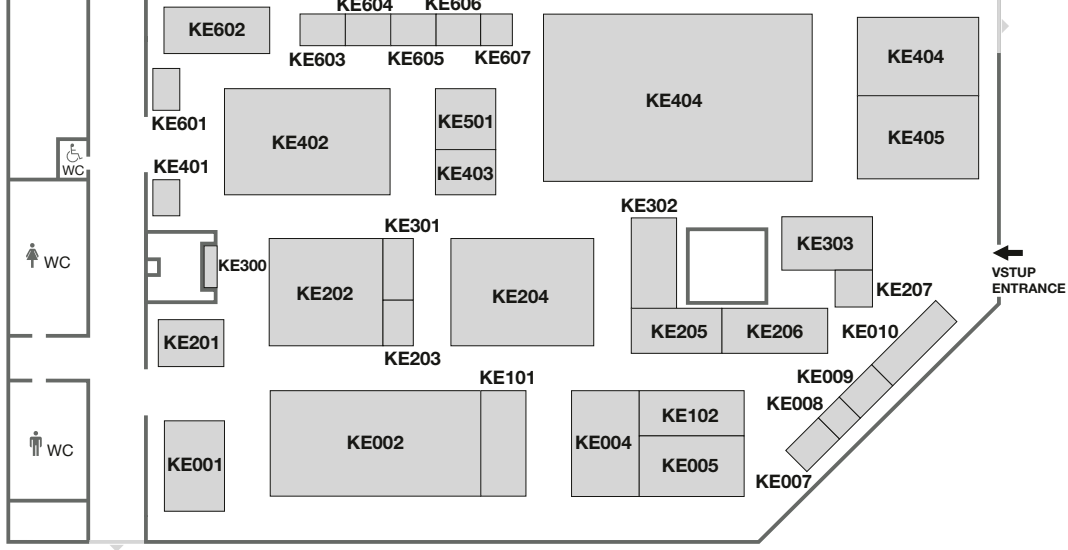 KE604
KE606
KE602
KE603
KE605
KE607
KE404
KE404
KE601
KE501
KE405
KE402
WC
KE401
KE403
KE302
KE301
KE303
WC
KE300
VSTUP
ENTRANCE
KE202
KE204
KE207
KE201
KE205
KE206
KE010
KE203
KE101
KE009
KE008
KE102
KE002
KE004
WC
KE001
KE005
KE007